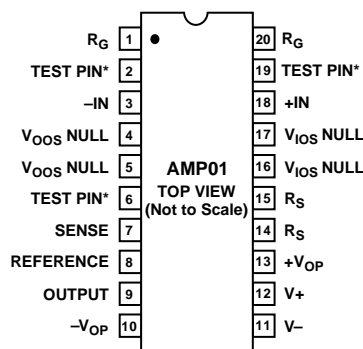 RG 1 20 RG
TEST PIN* 2 19 TEST PIN*
–IN 3 18 +IN
VOOS NULL 4 17 VIOS NULL
VOOS NULL 5 16 VIOS NULL
AMP01
TOP VIEW
(Not to Scale)
TEST PIN* 6 15 RS
SENSE 7 14 RS
REFERENCE 8 13 +VOP
OUTPUT 9 12 V+
–VOP 10 11 V–